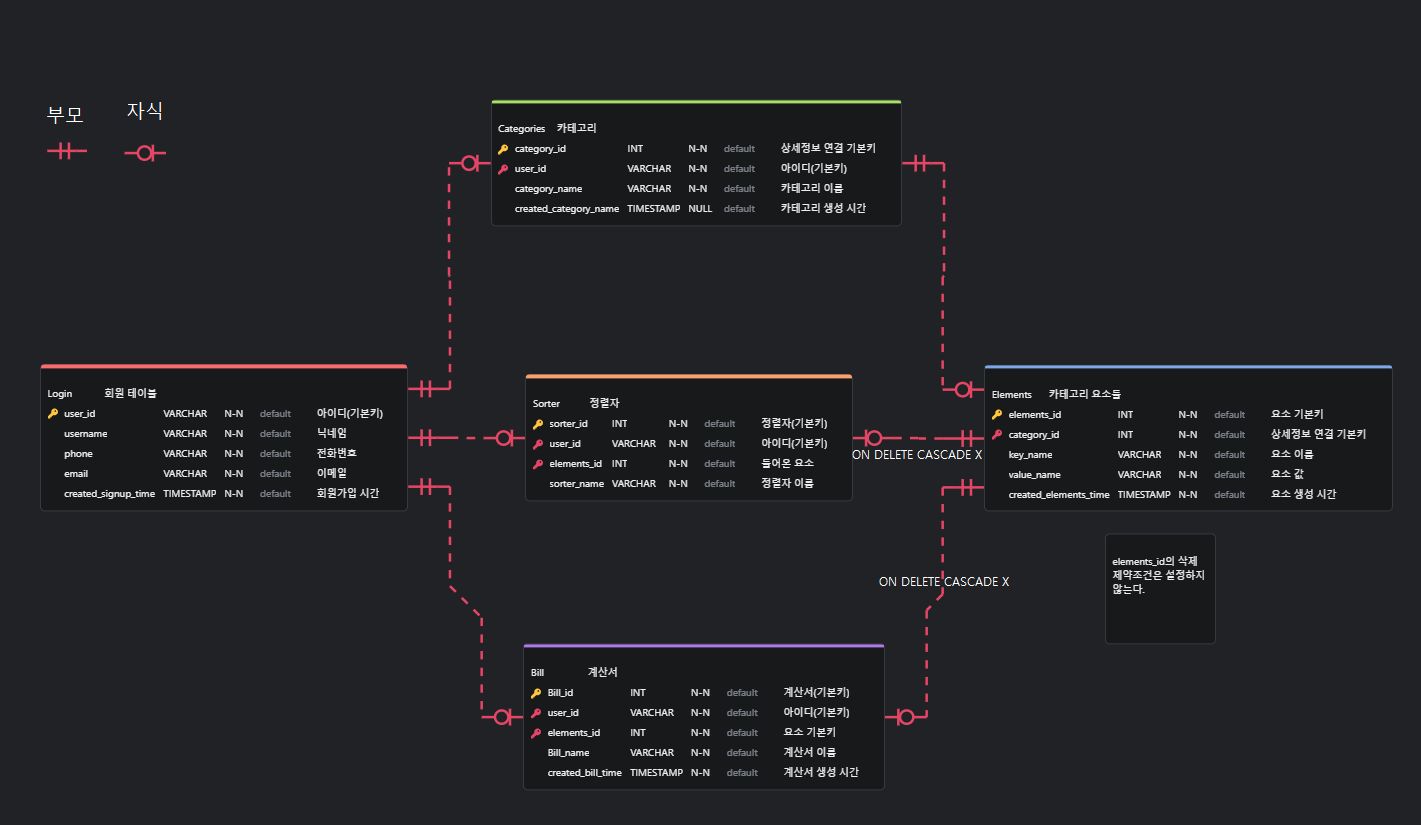 부모
자식
Categories 카테고리
category_id INT N-N default 상세정보 연결 기본키
user_id VARCHAR N-N default 아이디(기본키)
category_name VARCHAR N-N default 카테고리 이름
created_category_name TIMESTAMP NULL default 카테고리 생성 시간
Login 회원 테이블
user_id VARCHAR N-N default 아이디(기본키)
username VARCHAR N-N default 닉네임
phone VARCHAR N-N default 전화번호
email VARCHAR N-N default 이메일
created_signup_time TIMESTAMP N-N default 회원가입 시간
Sorter 정렬자
sorter_id INT N-N default 정렬자(기본키)
user_id VARCHAR N-N default 아이디(기본키)
elements_id INT N-N default 들어온 요소
sorter_name VARCHAR N-N default 정렬자 이름
ON DELETE CASCADE X
Elements 카테고리 요소들
elements_id INT N-N default 요소 기본키
category_id INT N-N default 상세정보 연결 기본키
key_name VARCHAR N-N default 요소 이름
value_name VARCHAR N-N default 요소 값
created_elements_time TIMESTAMP N-N default 요소 생성 시간
elements_id의 삭제
제약조건은 설정하지
않는다.
ON DELETE CASCADE X
Bill 계산서
Bill_id INT N-N default 계산서(기본키)
user_id VARCHAR N-N default 아이디(기본키)
elements_id INT N-N default 요소 기본키
Bill_name VARCHAR N-N default 계산서 이름
created_bill_time TIMESTAMP N-N default 계산서 생성 시간